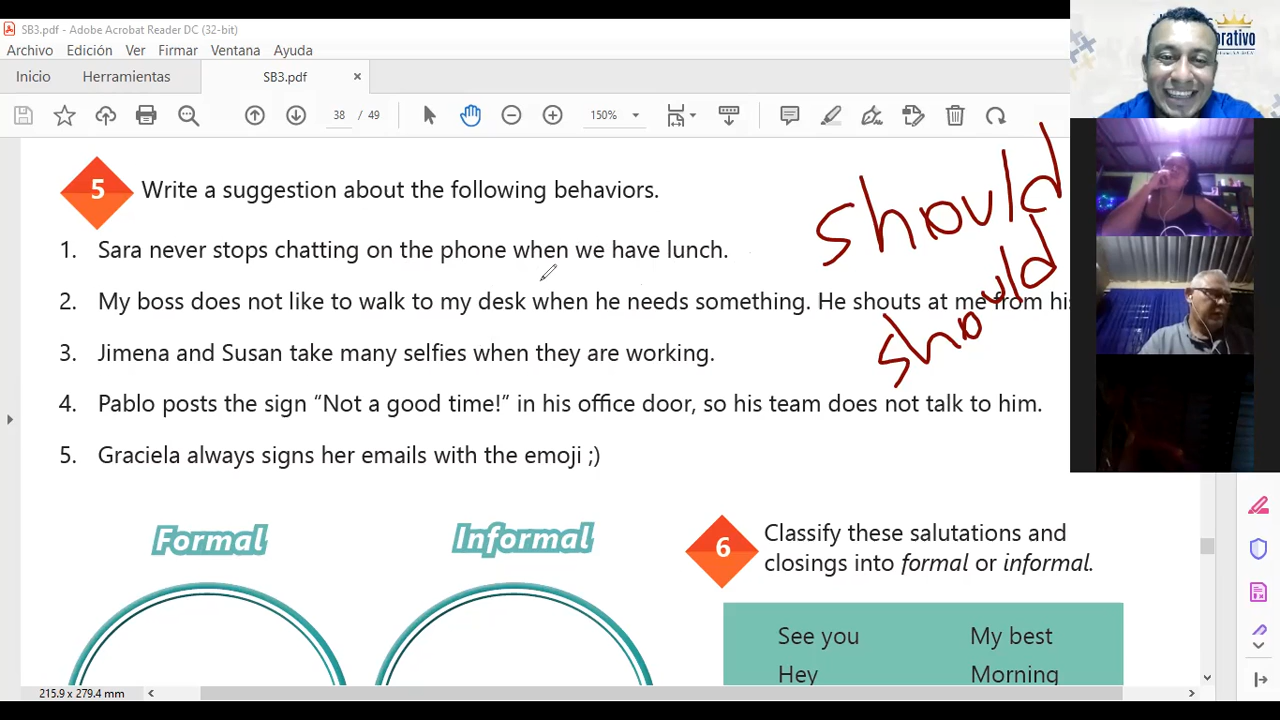 SB3.pdf - Adobe Acrobat Reader DC (32-bit)
Archivo Edición Ver Firmar Ventana Ayuda
Inicio Herramientas SB3.pdf ×
38 / 49 150%
rativo
5 Write a suggestion about the following behaviors.
should
1. Sara never stops chatting on the phone when we have lunch.
should
2. My boss does not like to walk to my desk when he needs something. He shouts at me from his
3. Jimena and Susan take many selfies when they are working.
4. Pablo posts the sign “Not a good time!” in his office door, so his team does not talk to him.
5. Graciela always signs her emails with the emoji ;)
Formal Informal
6 Classify these salutations and
closings into formal or informal.
See you My best
Hey Morning
215.9 x 279.4 mm